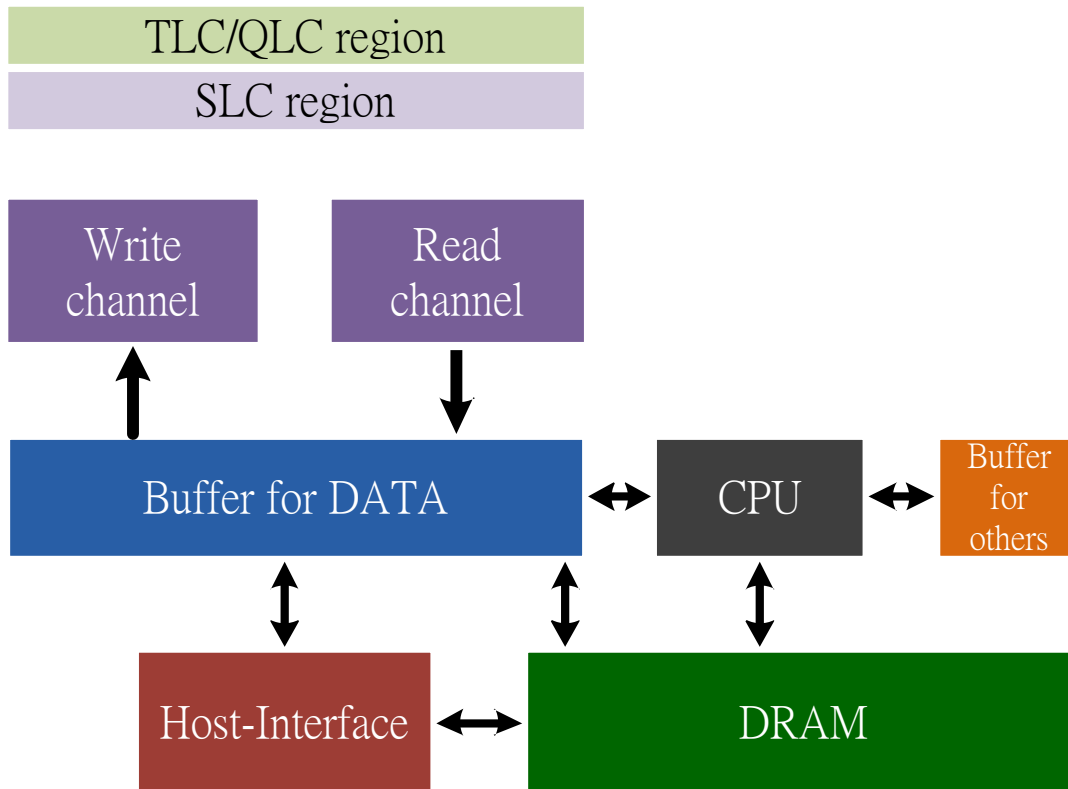 TLC/QLC region
SLC region
Write
channel
Read
channel
Buffer for DATA
CPU
Buffer
for
others
Host-Interface
DRAM